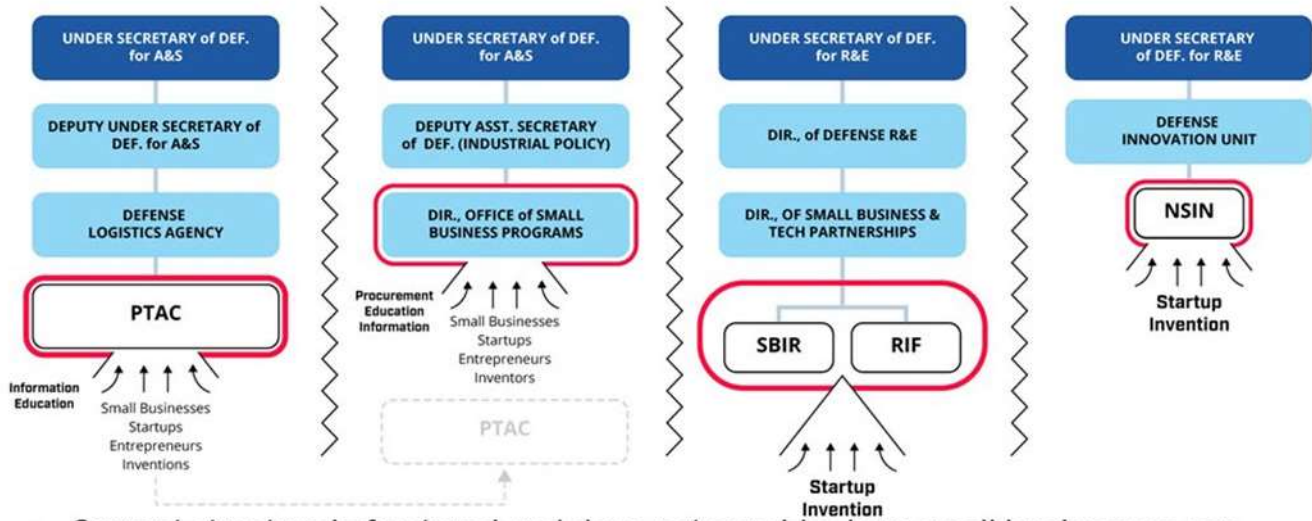 UNDER SECRETARY of DEF.
for A&S
DEPUTY UNDER SECRETARY of
DEF. for A&S
DEFENSE
LOGISTICS AGENCY
PTAC
Information
Education
Small Businesses
Startups
Entrepreneurs
Inventions
UNDER SECRETARY of DEF.
for A&S
DEPUTY ASST. SECRETARY
of DEF. (INDUSTRIAL POLICY)
DIR., OFFICE of SMALL
BUSINESS PROGRAMS
Procurement
Education
Information
Small Businesses
Startups
Entrepreneurs
Inventors
PTAC
UNDER SECRETARY of DEF.
for R&E
DIR., of DEFENSE R&E
DIR., OF SMALL BUSINESS &
TECH PARTNERSHIPS
SBIR
RIF
Startup
Invention
UNDER SECRETARY
of DEF. for R&E
DEFENSE
INNOVATION UNIT
NSIN
Startup
Invention